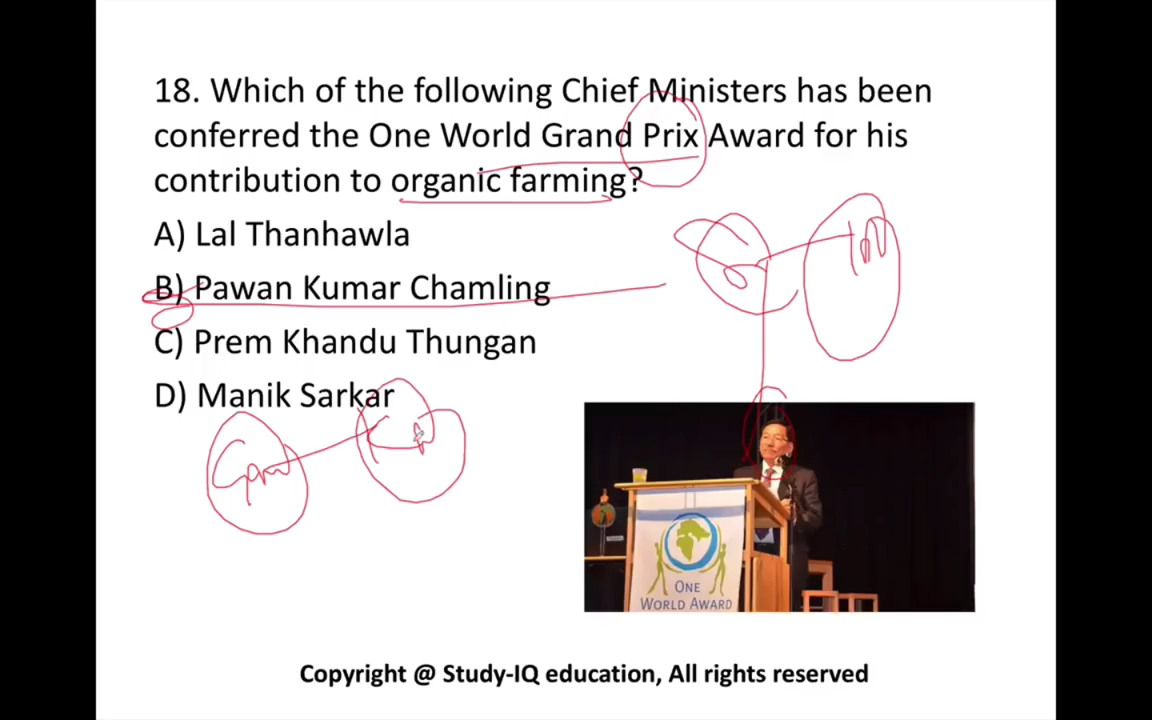 18. Which of the following Chief Ministers has been
conferred the One World Grand Prix Award for his
contribution to organic farming?
A) Lal Thanhawla
B) Pawan Kumar Chamling
C) Prem Khandu Thungan
D) Manik Sarkar
ONE
WORLD AWARD
Copyright @ Study-IQ education, All rights reserved